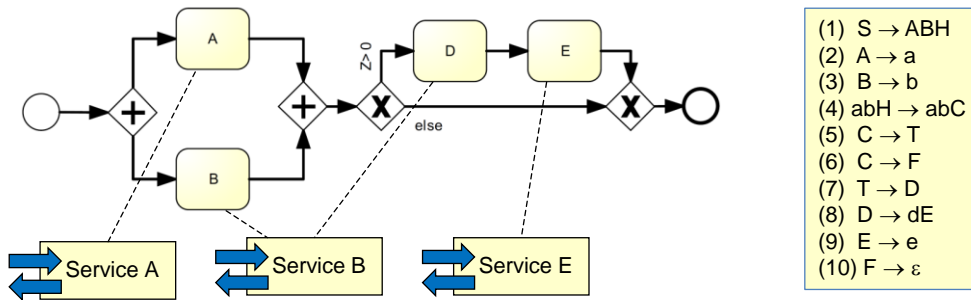 A
B
Z> 0
D
E
else
Service A
Service B
Service E
(1) S → ABH
(2) A → a
(3) B → b
(4) abH → abC
(5) C → T
(6) C → F
(7) T → D
(8) D → dE
(9) E → e
(10) F → ε